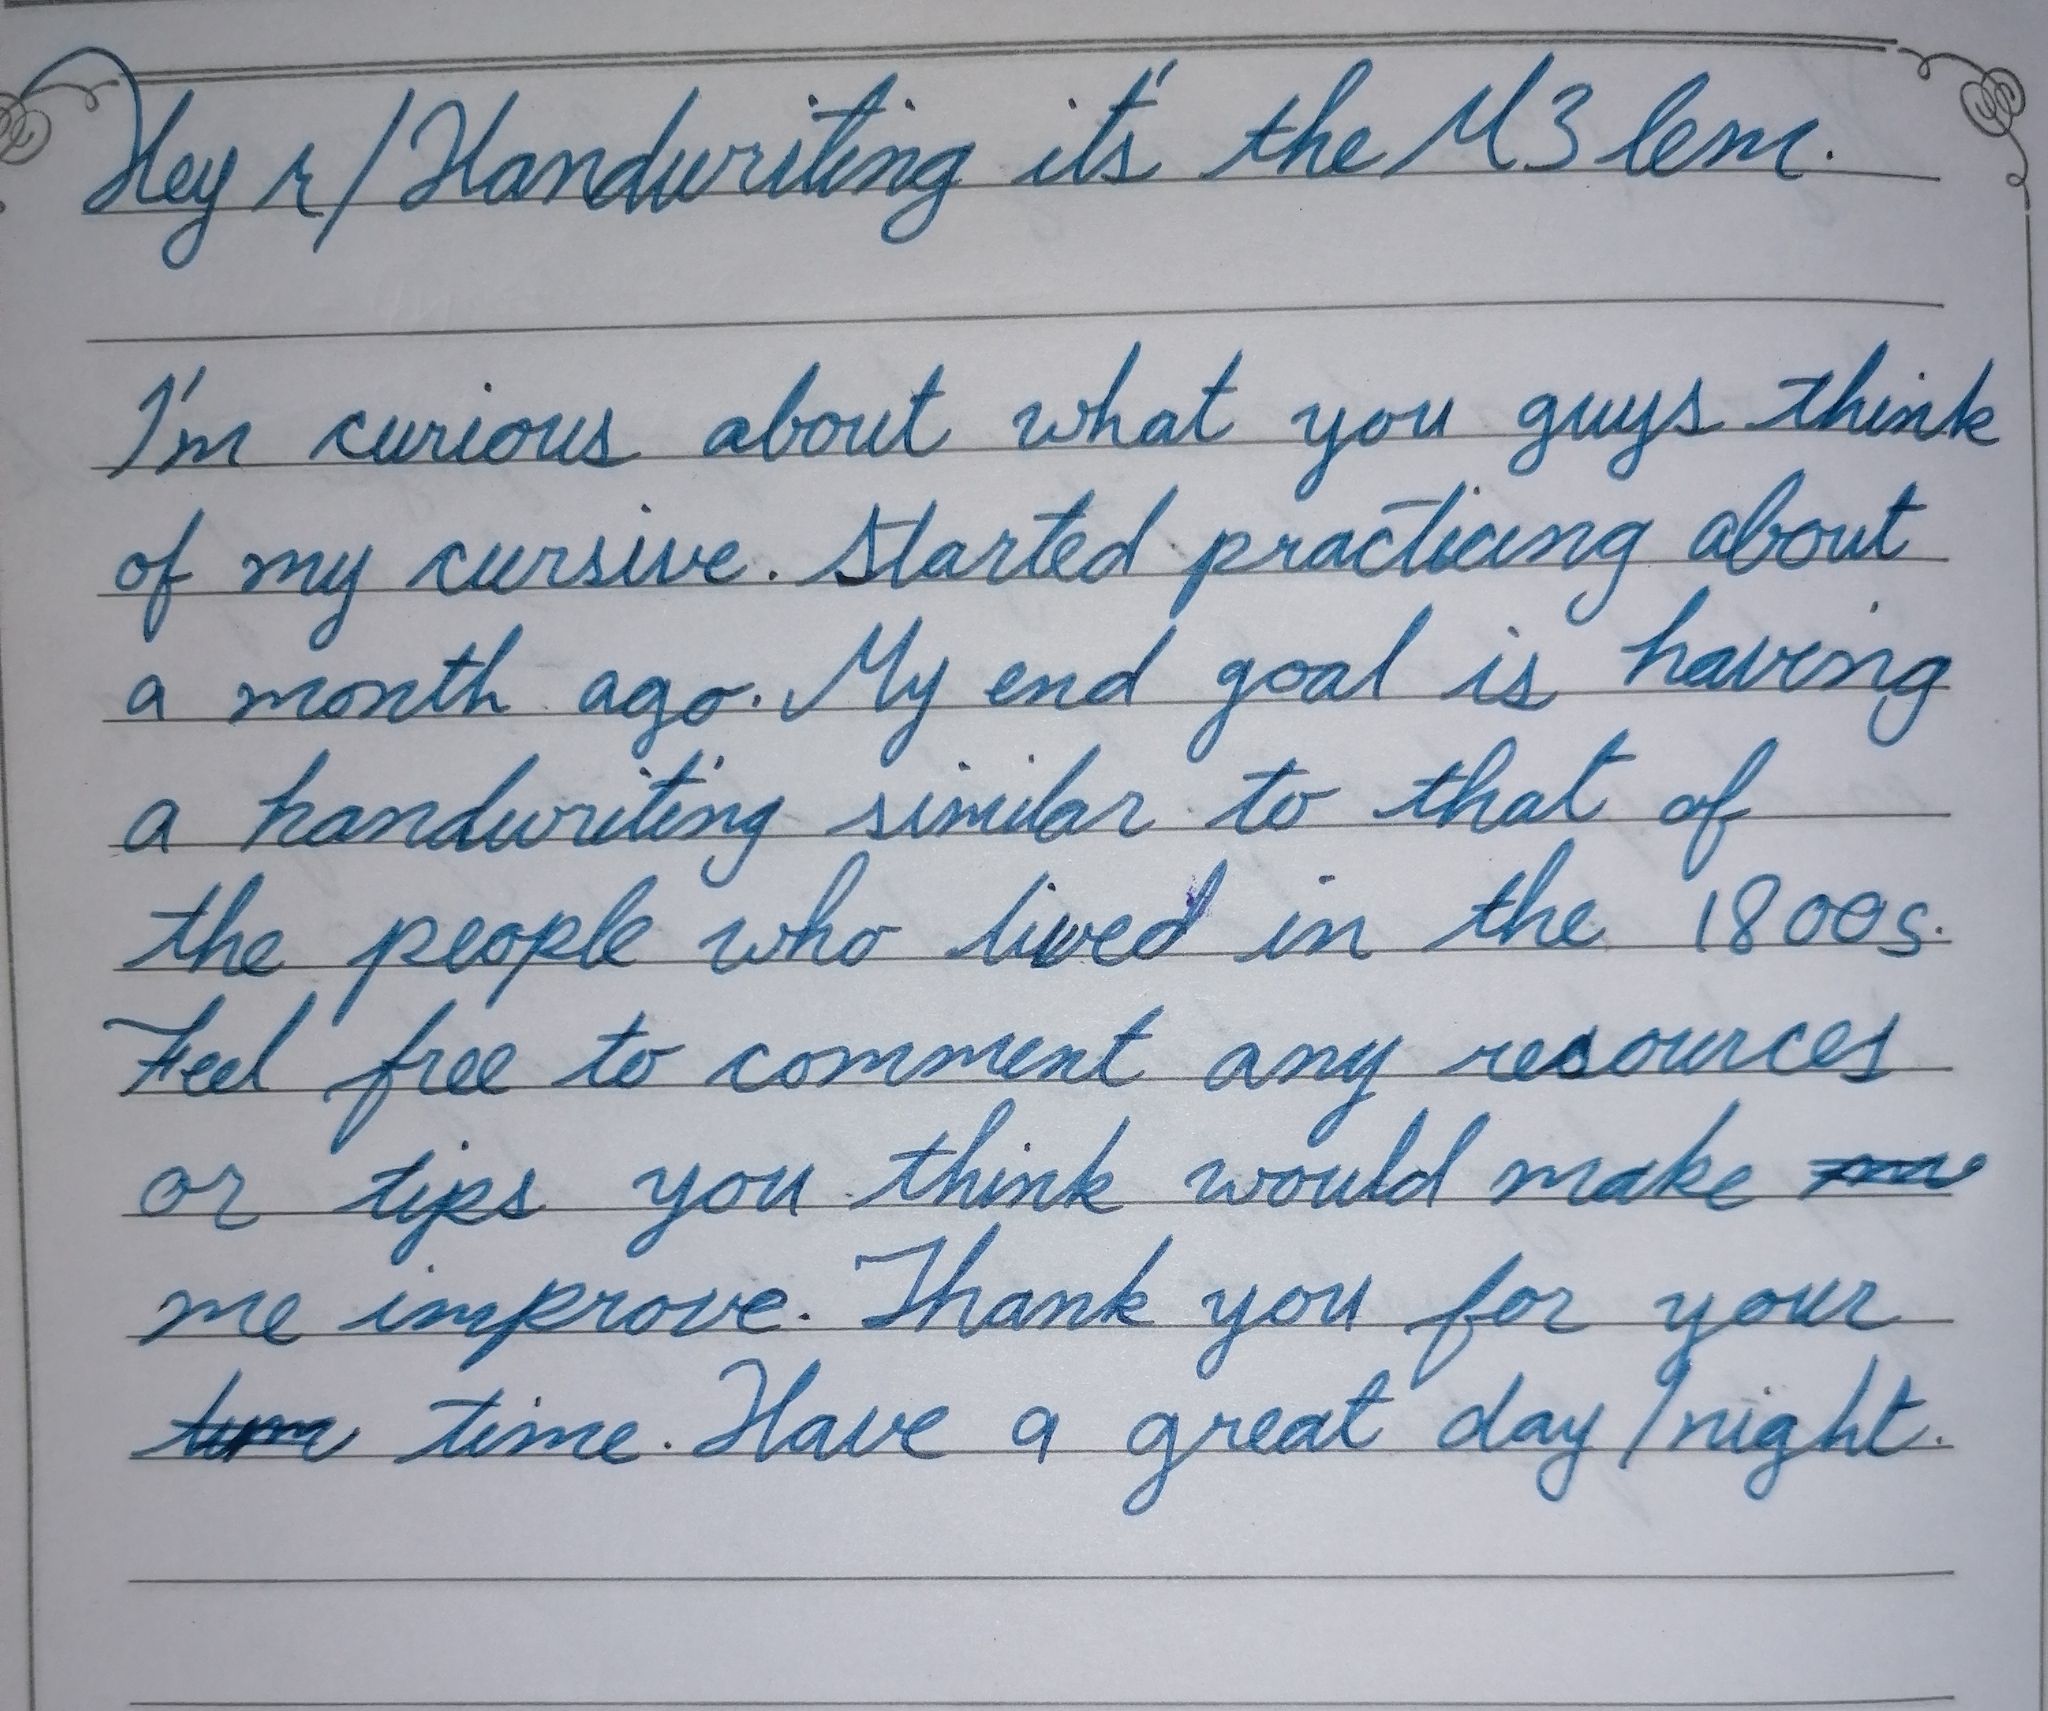 Hey r/Handwriting it's the M3 lem.
I'm curious about what you guys think
of my cursive. Started practicing about
a month ago. My end goal is having
a handwriting similar to that of
the people who lived in the 1800s.
Feel free to comment any resources
or tips you think would make
me improve. Thank you for your
time. Have a great day/night.